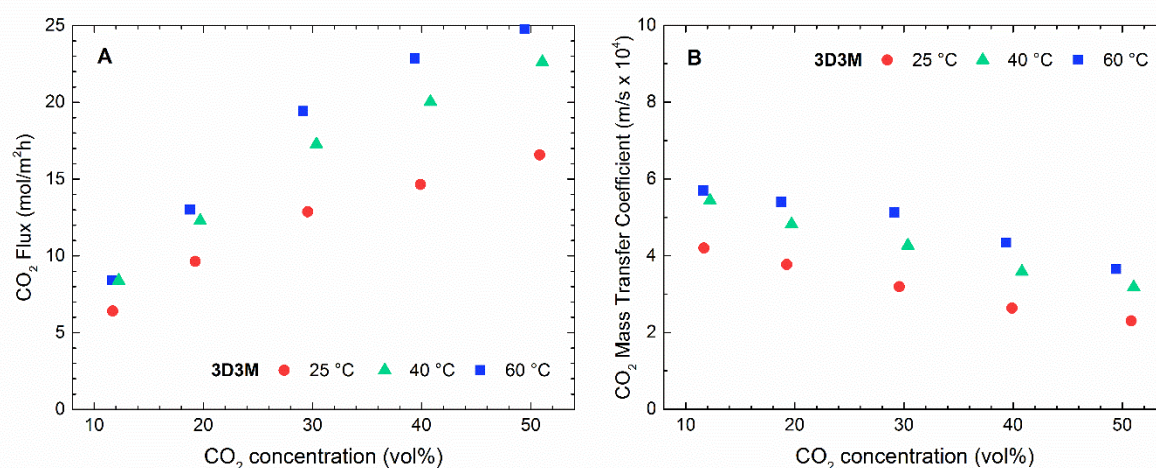 A
CO₂ Flux (mol/m²h)
25
20
15
10
5
0
10 20 30 40 50
CO₂ concentration (vol%)
3D3M 25 °C 40 °C 60 °C
B
3D3M 25 °C 40 °C 60 °C
CO₂ Mass Transfer Coefficient (m/s x 10⁴)
10
8
6
4
2
0
10 20 30 40 50
CO₂ concentration (vol%)